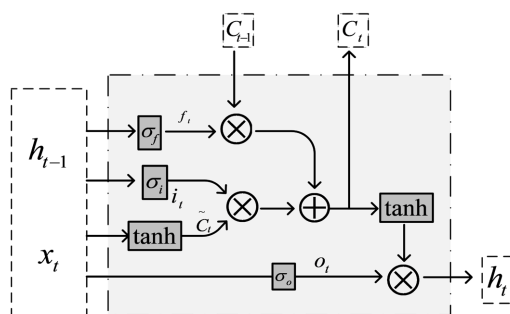 C_{t-1} C_t
σ_f f_t
h_{t-1}
σ_i i_t
tanh C̃_t tanh
x_t
σ_o o_t h_t